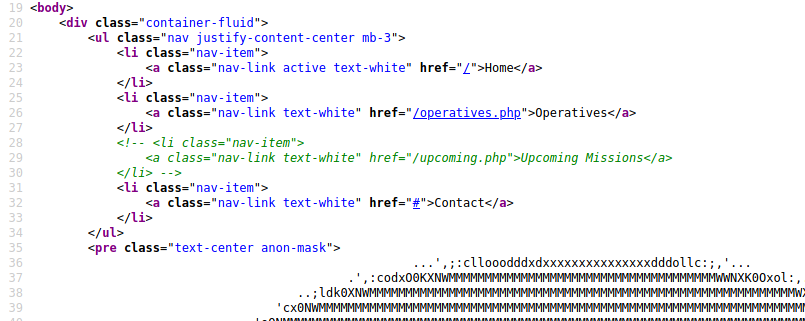 19 <body>
20     <div class="container-fluid">
21         <ul class="nav justify-content-center mb-3">
22             <li class="nav-item">
23                 <a class="nav-link active text-white" href="/">Home</a>
24             </li>
25             <li class="nav-item">
26                 <a class="nav-link text-white" href="/operatives.php">Operatives</a>
27             </li>
28             <!-- <li class="nav-item">
29                 <a class="nav-link text-white" href="/upcoming.php">Upcoming Missions</a>
30             </li> -->
31             <li class="nav-item">
32                 <a class="nav-link text-white" href="#">Contact</a>
33             </li>
34         </ul>
35         <pre class="text-center anon-mask">
36
37
38
39